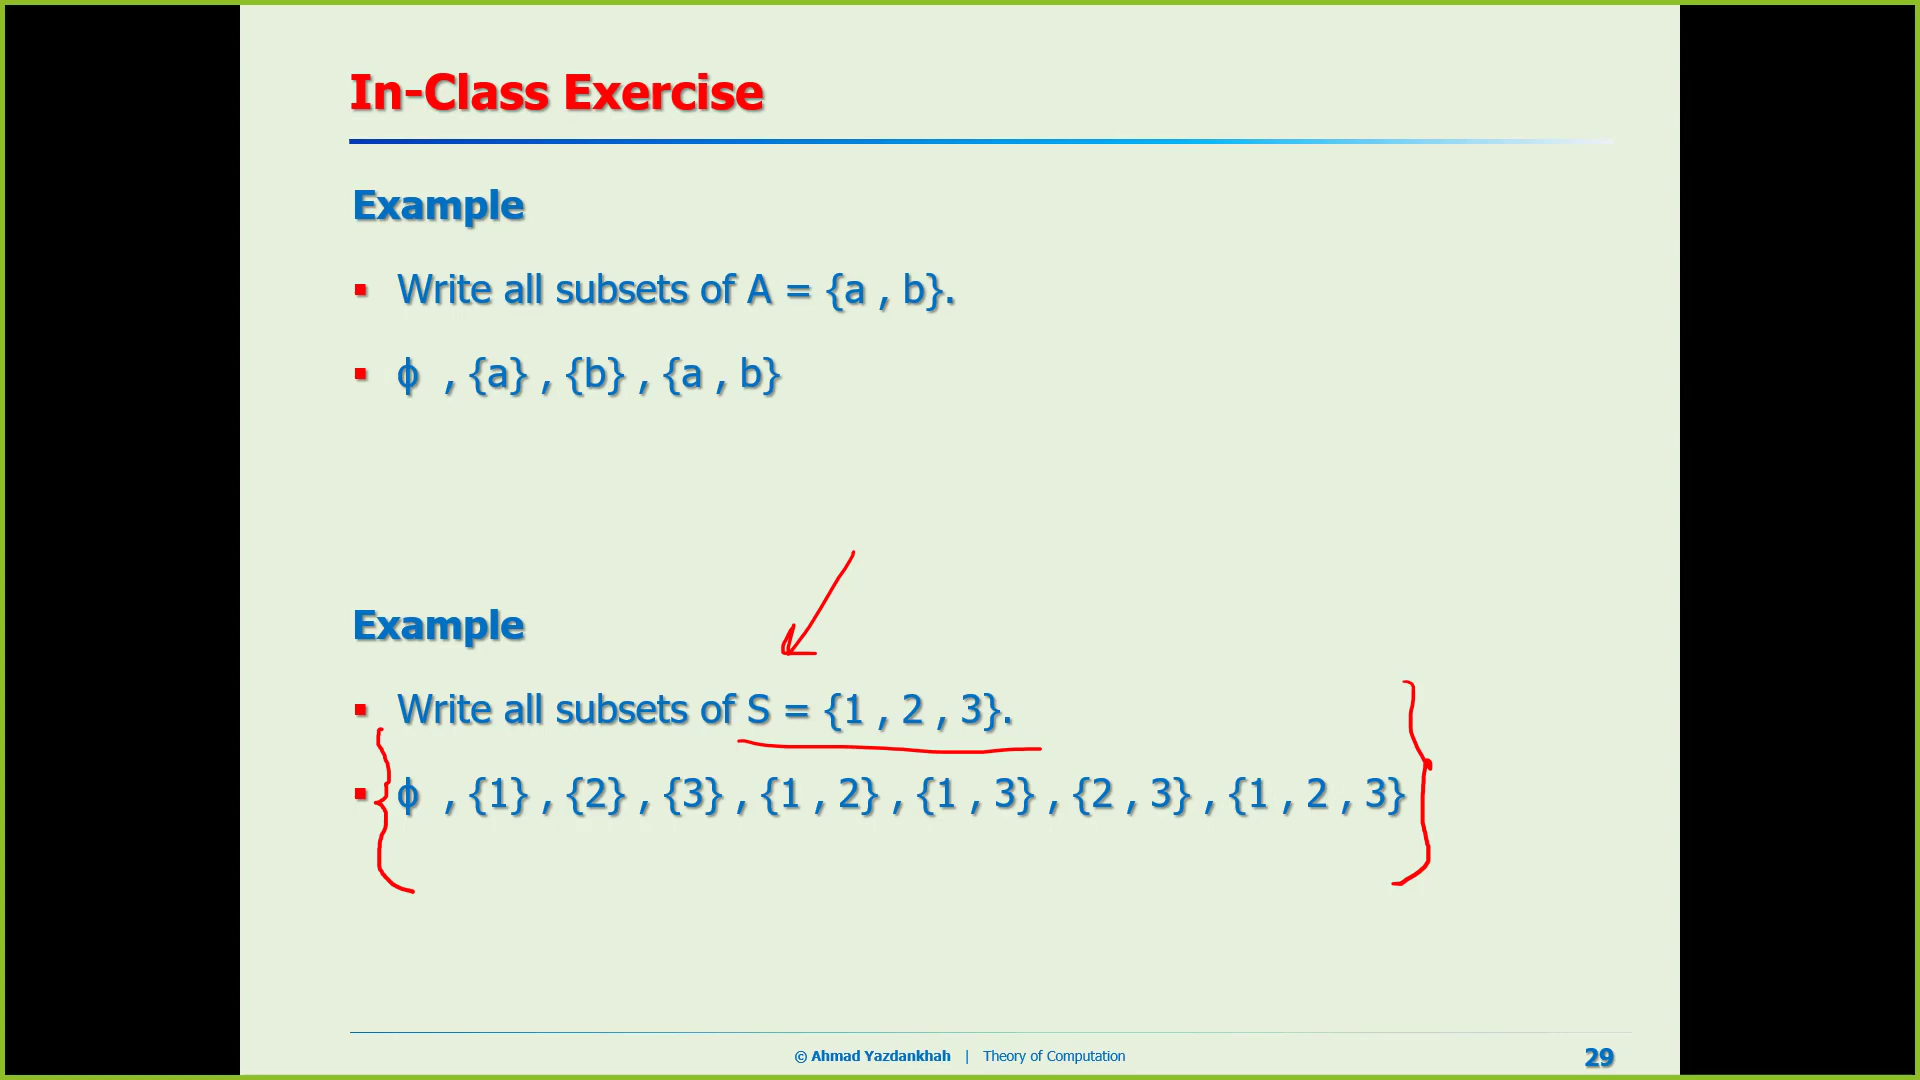 In-Class Exercise
Example
▪ Write all subsets of A = {a , b}.
▪ ϕ , {a} , {b} , {a , b}
Example
▪ Write all subsets of S = {1 , 2 , 3}.
▪ ϕ , {1} , {2} , {3} , {1 , 2} , {1 , 3} , {2 , 3} , {1 , 2 , 3}
© Ahmad Yazdankhah | Theory of Computation
29